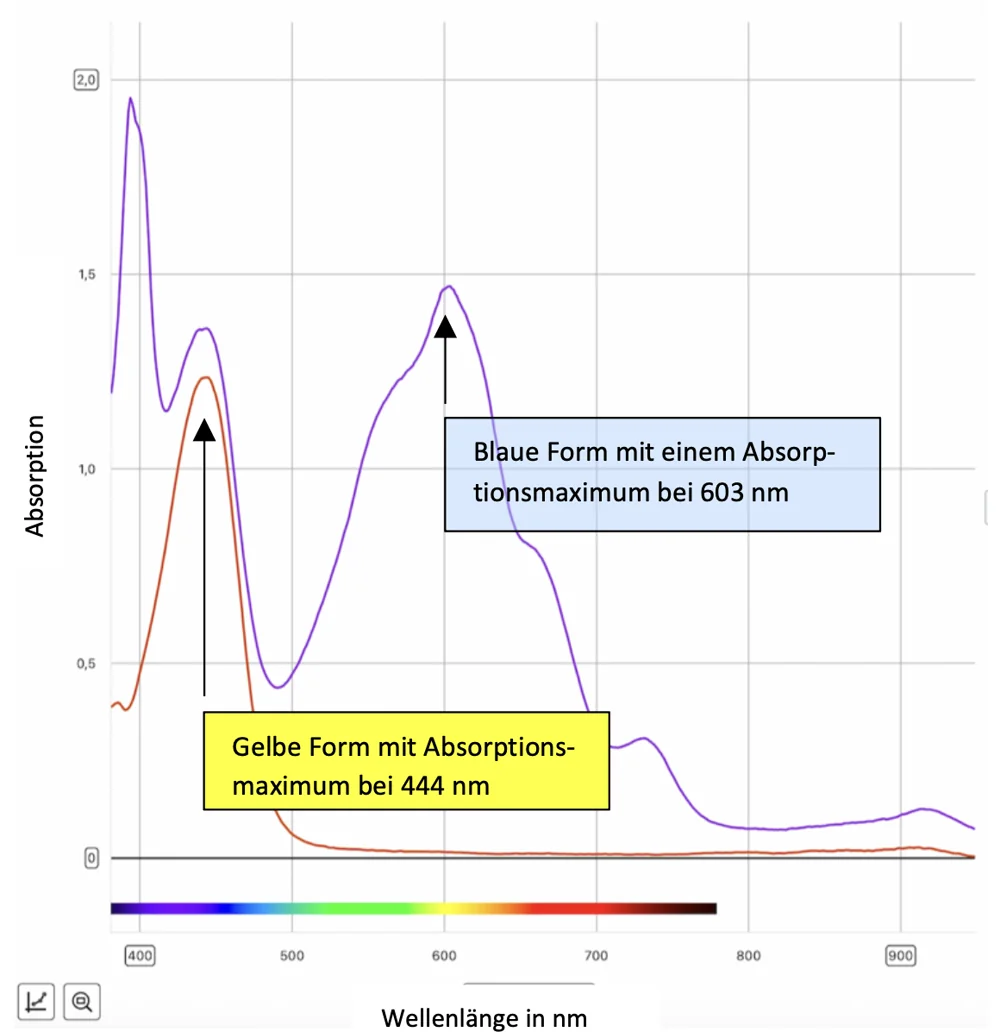 2,0
1,5
1,0
0,5
0
Absorption
Blaue Form mit einem Absorp-
tionsmaximum bei 603 nm
Gelbe Form mit Absorptions-
maximum bei 444 nm
400 500 600 700 800 900
Wellenlänge in nm